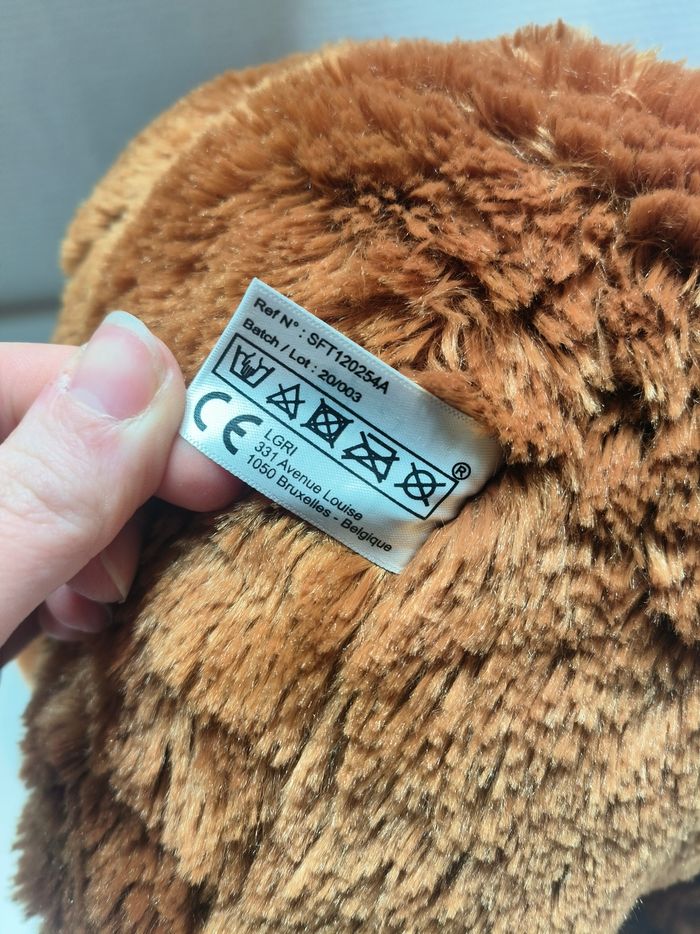 Ref N° : SFT120254A
Batch / Lot : 20/003
®
CE
LGRI
331 Avenue Louise
1050 Bruxelles - Belgique